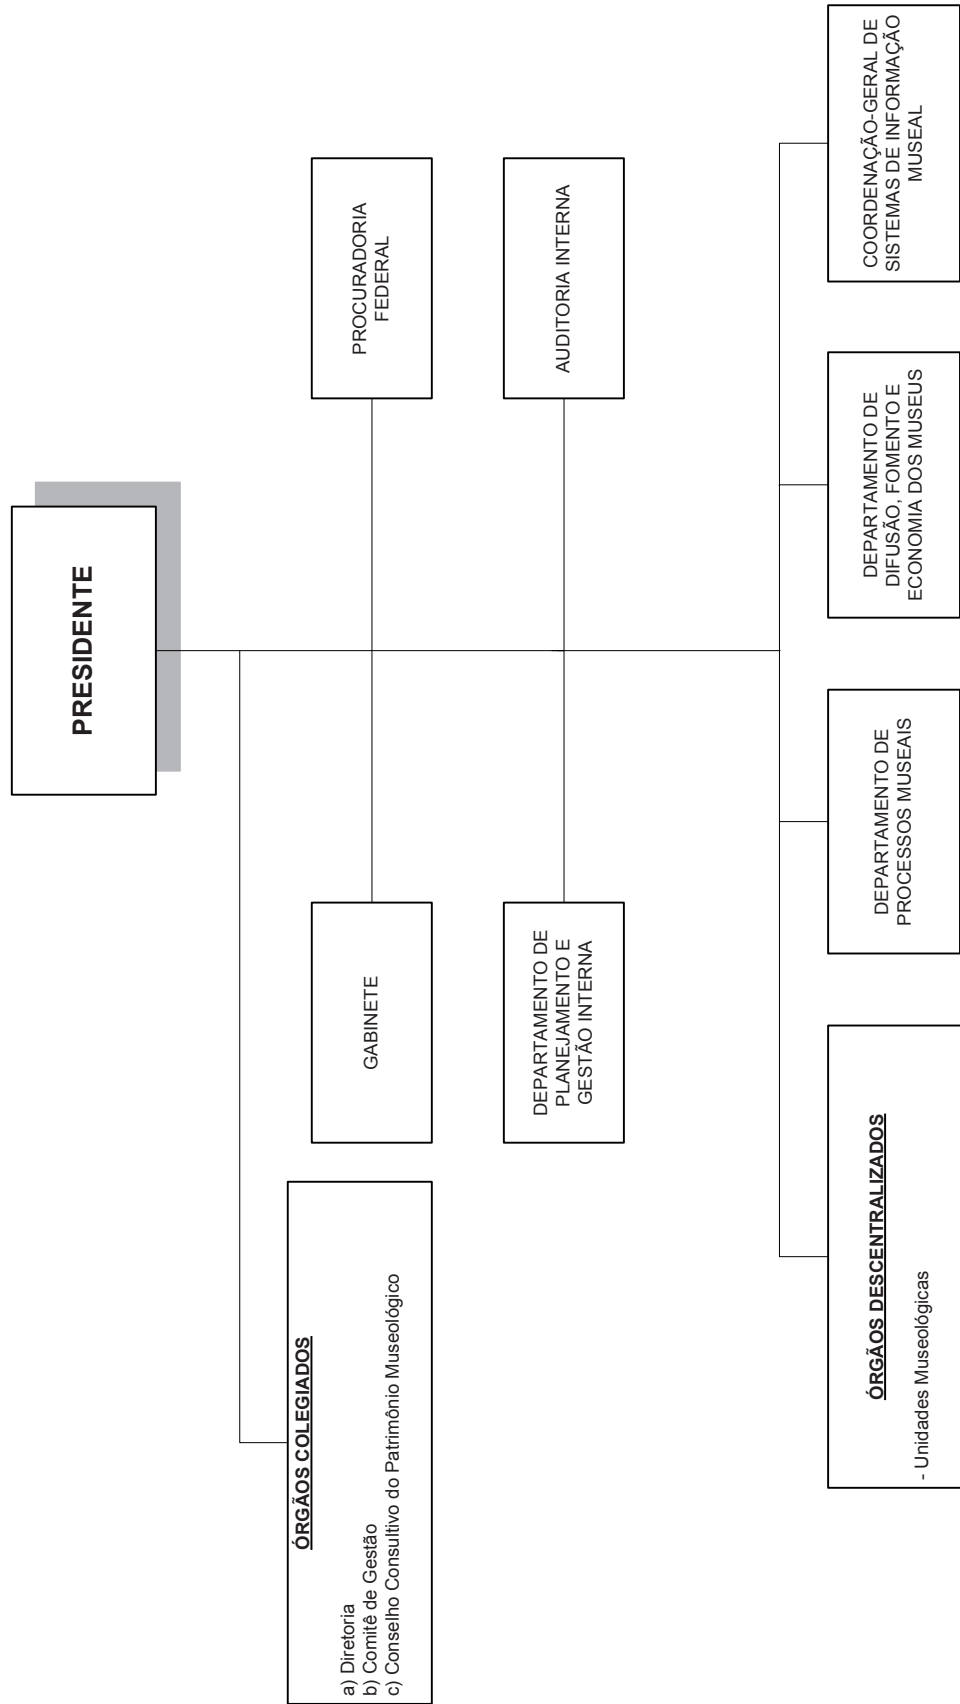 PRESIDENTE
ÓRGÃOS COLEGIADOS
a) Diretoria
b) Comitê de Gestão
c) Conselho Consultivo do Patrimônio Museológico
GABINETE
PROCURADORIA
FEDERAL
DEPARTAMENTO DE
PLANEJAMENTO E
GESTÃO INTERNA
AUDITORIA INTERNA
ÓRGÃOS DESCENTRALIZADOS
- Unidades Museológicas
DEPARTAMENTO DE
PROCESSOS MUSEAIS
DEPARTAMENTO DE
DIFUSÃO, FOMENTO E
ECONOMIA DOS MUSEUS
COORDENAÇÃO-GERAL DE
SISTEMAS DE INFORMAÇÃO
MUSEAL